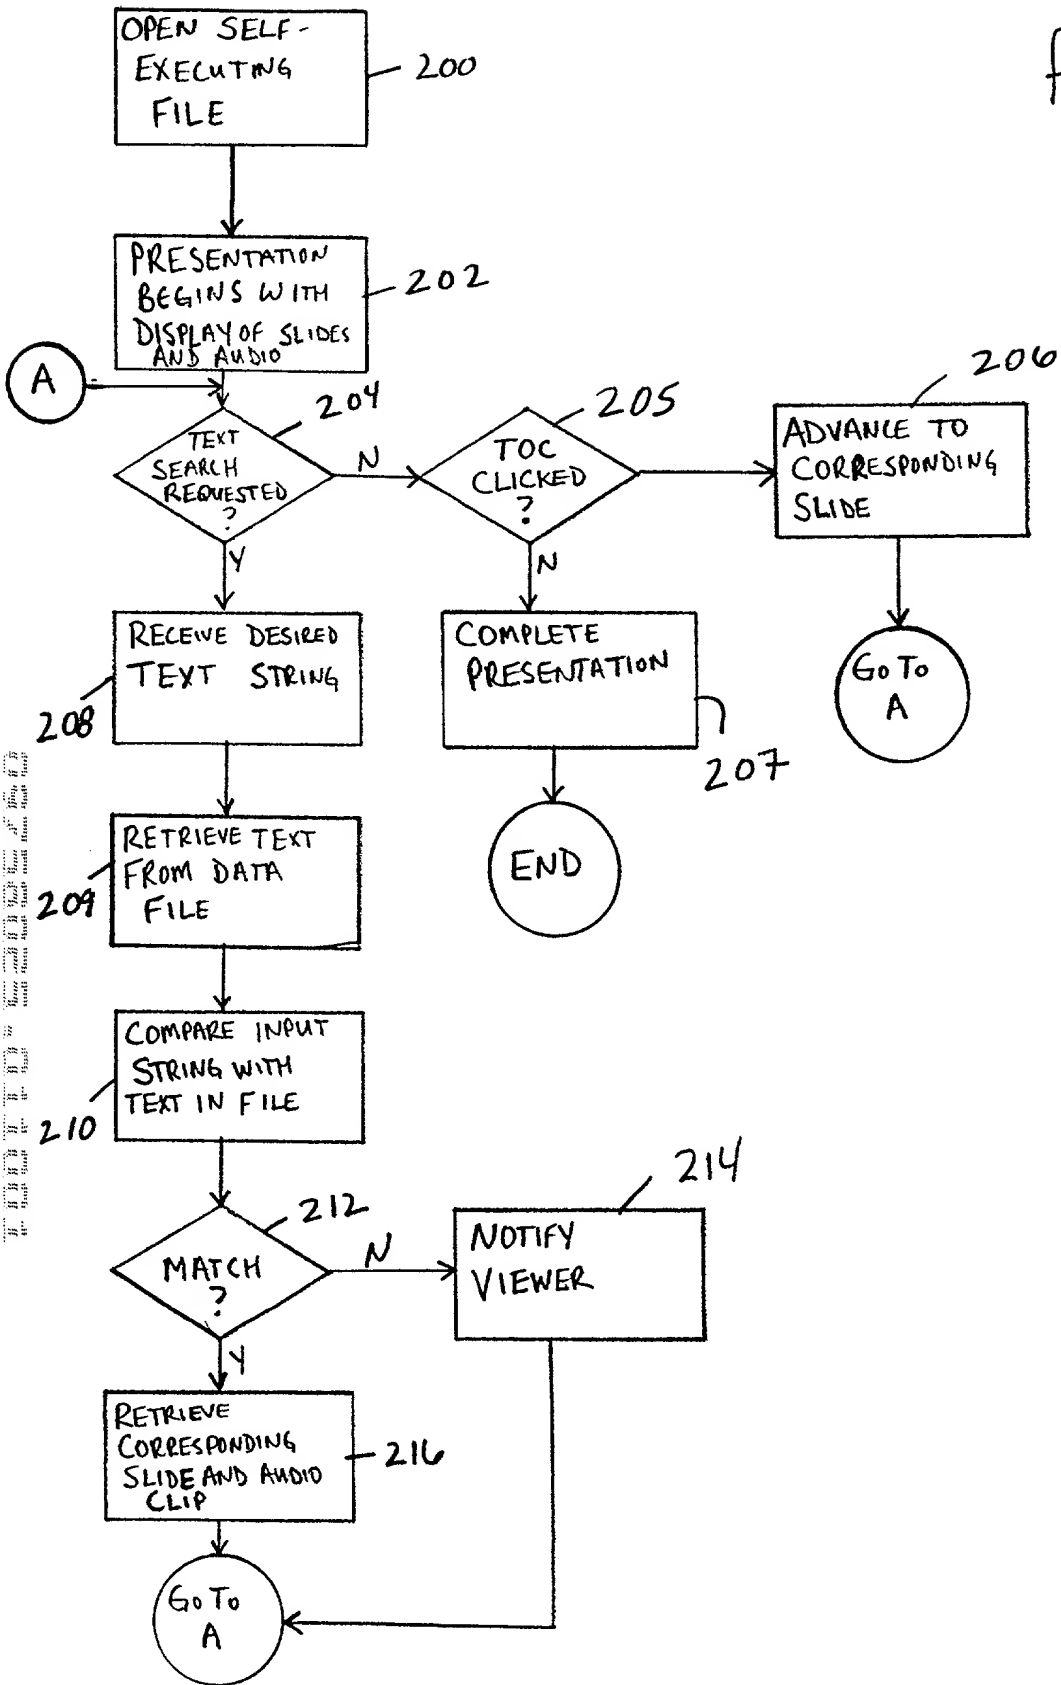 OPEN SELF-
EXECUTING
FILE
200
f
PRESENTATION
BEGINS WITH
DISPLAY OF SLIDES
AND AUDIO
202
A
TEXT
SEARCH
REQUESTED
?
204
N
Y
TOC
CLICKED
?
205
N
ADVANCE TO
CORRESPONDING
SLIDE
206
GO TO
A
RECEIVE DESIRED
TEXT STRING
208
COMPLETE
PRESENTATION
207
END
RETRIEVE TEXT
FROM DATA
FILE
209
COMPARE INPUT
STRING WITH
TEXT IN FILE
210
MATCH
?
212
N
Y
NOTIFY
VIEWER
214
RETRIEVE
CORRESPONDING
SLIDE AND AUDIO
CLIP
216
GO TO
A